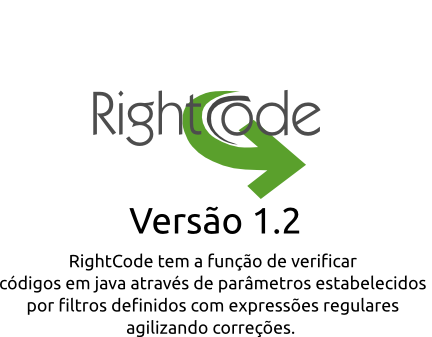 RightCode
Versão 1.2
RightCode tem a função de verificar
códigos em java através de parâmetros estabelecidos
por filtros definidos com expressões regulares
agilizando correções.